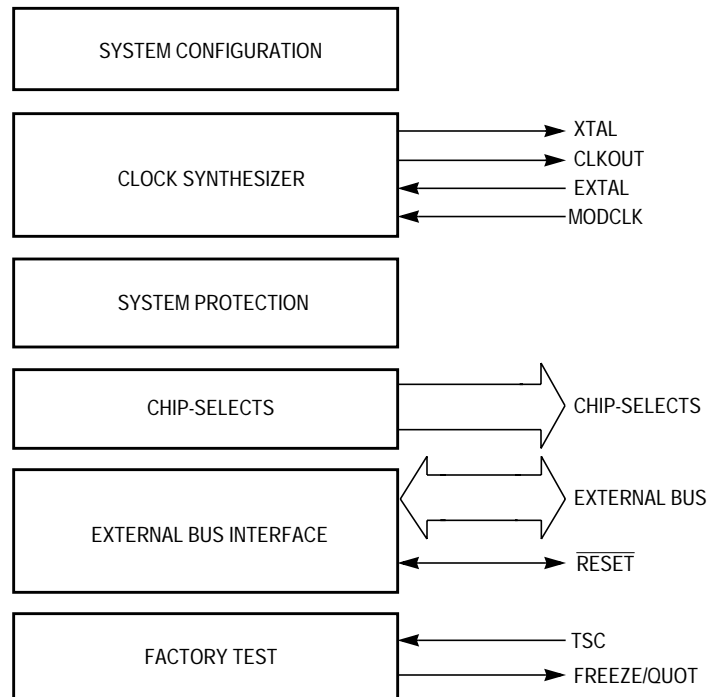 SYSTEM CONFIGURATION
CLOCK SYNTHESIZER
XTAL
CLKOUT
EXTAL
MODCLK
SYSTEM PROTECTION
CHIP-SELECTS
CHIP-SELECTS
EXTERNAL BUS INTERFACE
EXTERNAL BUS
RESET
FACTORY TEST
TSC
FREEZE/QUOT